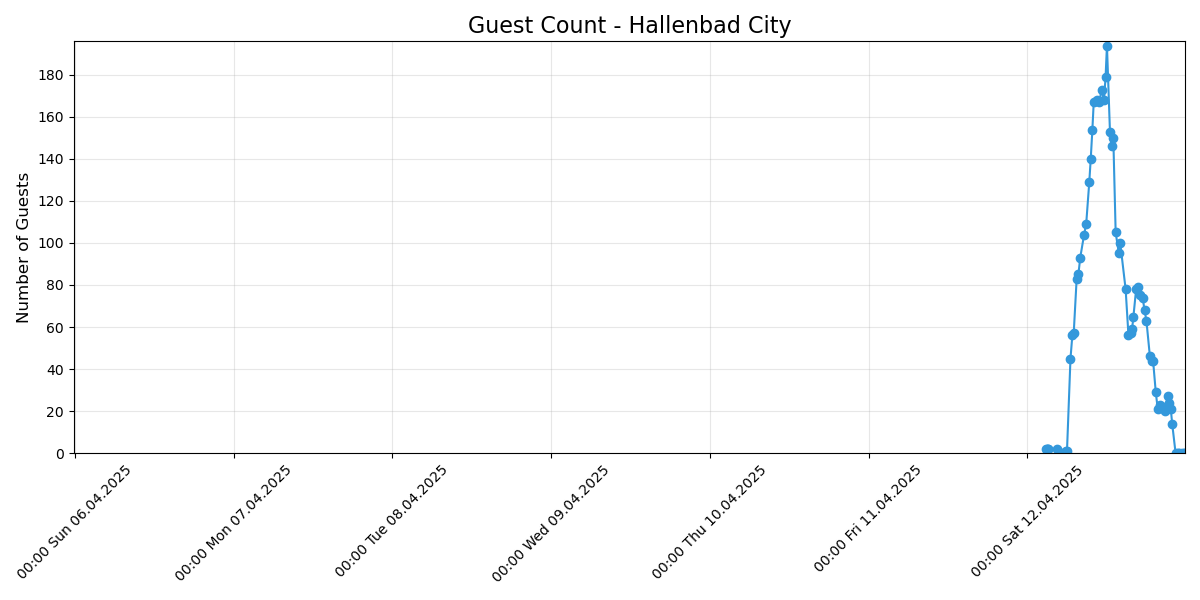 Guest Count - Hallenbad City
Number of Guests
180
160
140
120
100
80
60
40
20
0
00:00 Sun 06.04.2025
00:00 Mon 07.04.2025
00:00 Tue 08.04.2025
00:00 Wed 09.04.2025
00:00 Thu 10.04.2025
00:00 Fri 11.04.2025
00:00 Sat 12.04.2025